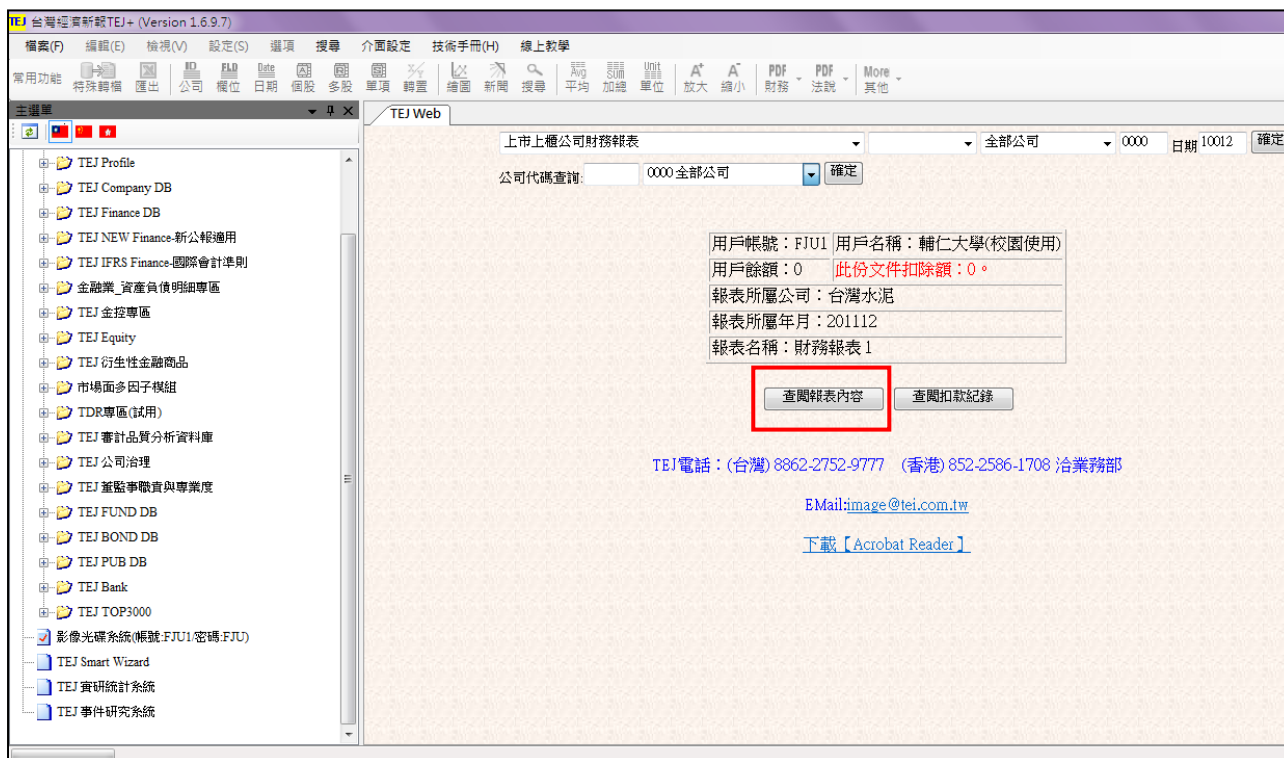 TEJ 台灣經濟新報TEJ+ (Version 1.6.9.7)
檔案(F) 編輯(E) 檢視(V) 設定(S) 選項 搜尋 介面設定 技術手冊(H) 線上教學
常用功能 特殊轉檔 匯出 ID 公司 FLD 欄位 Date 日期 個股 多股 單項 轉置 繪圖 新聞 搜尋 Avg 平均 SUM 加總 Unit 單位 A+ 放大 A- 縮小 PDF 財務 PDF 法說 More 其他
主選單
TEJ Web
上市上櫃公司財務報表 全部公司 0000 日期 10012 確定
公司代碼查詢: 0000 全部公司 確定
TEJ Profile
TEJ Company DB
TEJ Finance DB
TEJ NEW Finance-新公報適用
TEJ IFRS Finance-國際會計準則
金融業_資產負債明細專區
TEJ 金控專區
TEJ Equity
TEJ 衍生性金融商品
市場面多因子模組
TDR專區(試用)
TEJ 審計品質分析資料庫
TEJ 公司治理
TEJ 董監事職責與專業度
TEJ FUND DB
TEJ BOND DB
TEJ PUB DB
TEJ Bank
TEJ TOP3000
影像光碟系統(帳號:FJU1/密碼:FJU)
TEJ Smart Wizard
TEJ 實研統計系統
TEJ 事件研究系統
用戶帳號：FJU1 用戶名稱：輔仁大學(校園使用)
用戶餘額：0 此份文件扣除額：0。
報表所屬公司：台灣水泥
報表所屬年月：201112
報表名稱：財務報表 1
查閱報表內容 查閱扣款紀錄
TEJ電話：(台灣) 8862-2752-9777 (香港) 852-2586-1708 洽業務部
EMail:image@tei.com.tw
下載【Acrobat Reader】